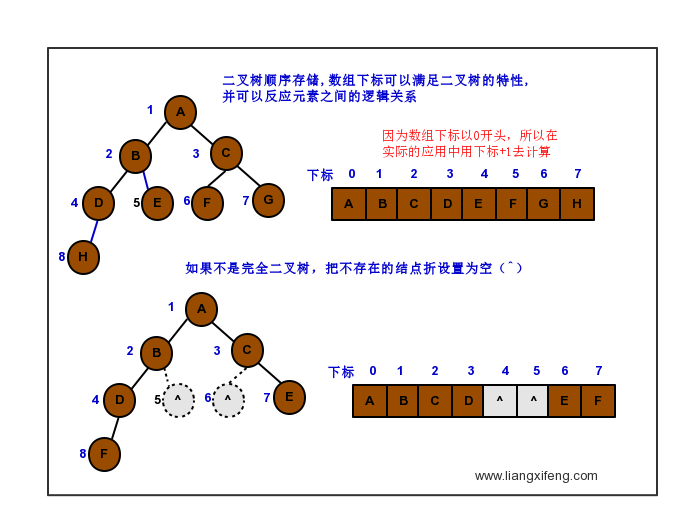 二叉树顺序存储,数组下标可以满足二叉树的特性,
并可以反应元素之间的逻辑关系
1 A
因为数组下标以0开头，所以在
实际的应用中用下标+1去计算
2 B 3 C
下标 0 1 2 3 4 5 6 7
4 D 5 E 6 F 7 G
A B C D E F G H
8 H
如果不是完全二叉树，把不存在的结点折设置为空（^）
1 A
2 B 3 C
下标 0 1 2 3 4 5 6 7
4 D 5 ^ 6 ^ 7 E
A B C D ^ ^ E F
8 F
www.liangxifeng.com